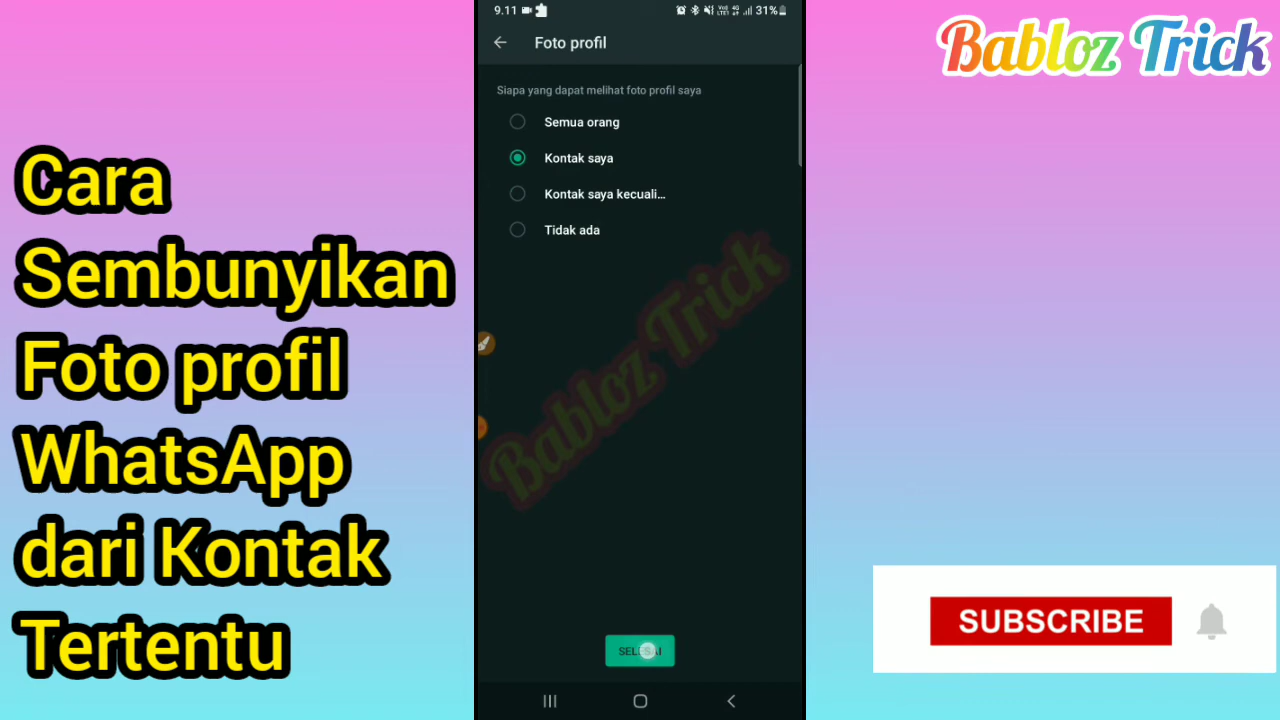 Cara
Sembunyikan
Foto profil
WhatsApp
dari Kontak
Tertentu
9.11
31%
Foto profil
Siapa yang dapat melihat foto profil saya
Semua orang
Kontak saya
Kontak saya kecuali...
Tidak ada
Babloz Trick
SELESAI
Babloz Trick
SUBSCRIBE